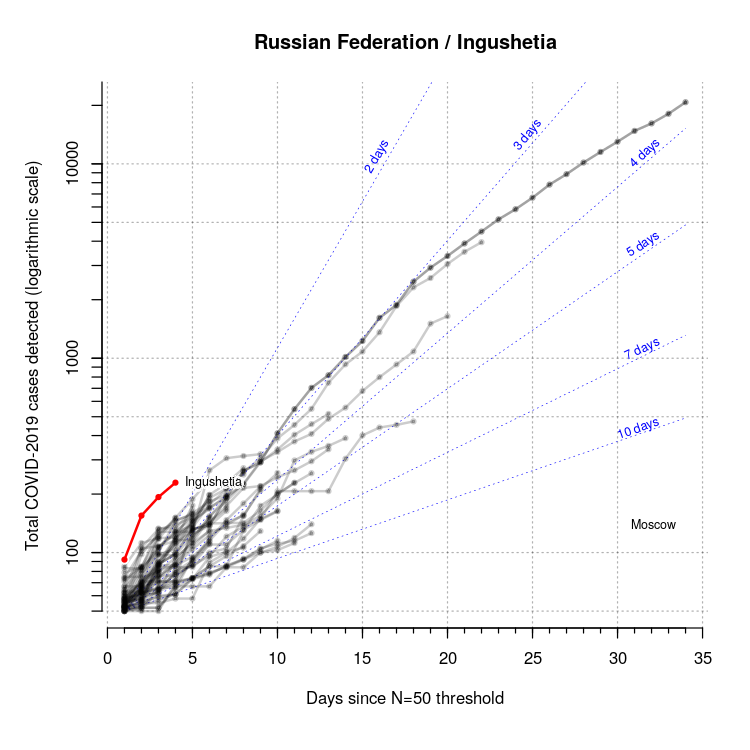 Russian Federation / Ingushetia
Total COVID-2019 cases detected (logarithmic scale)
10000
1000
100
2 days
3 days
4 days
5 days
7 days
10 days
Ingushetia
Moscow
0 5 10 15 20 25 30 35
Days since N=50 threshold